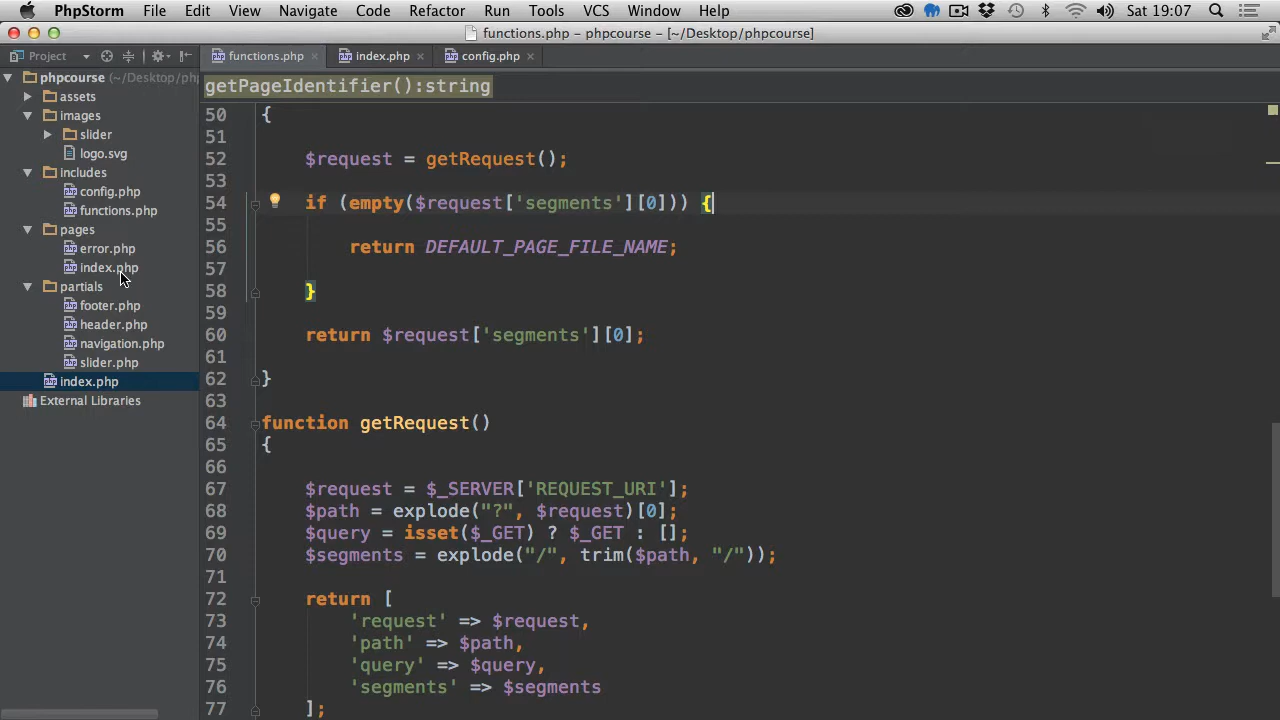 PhpStorm File Edit View Navigate Code Refactor Run Tools VCS Window Help Sat 19:07
functions.php – phpcourse – [~/Desktop/phpcourse]
Project functions.php index.php config.php
phpcourse (~/Desktop/php
assets
images
slider
logo.svg
includes
config.php
functions.php
pages
error.php
index.php
partials
footer.php
header.php
navigation.php
slider.php
index.php
External Libraries
getPageIdentifier():string
50 {
51
52 $request = getRequest();
53
54 if (empty($request['segments'][0])) {
55
56 return DEFAULT_PAGE_FILE_NAME;
57
58 }
59
60 return $request['segments'][0];
61
62 }
63
64 function getRequest()
65 {
66
67 $request = $_SERVER['REQUEST_URI'];
68 $path = explode("?", $request)[0];
69 $query = isset($_GET) ? $_GET : [];
70 $segments = explode("/", trim($path, "/"));
71
72 return [
73 'request' => $request,
74 'path' => $path,
75 'query' => $query,
76 'segments' => $segments
77 ];